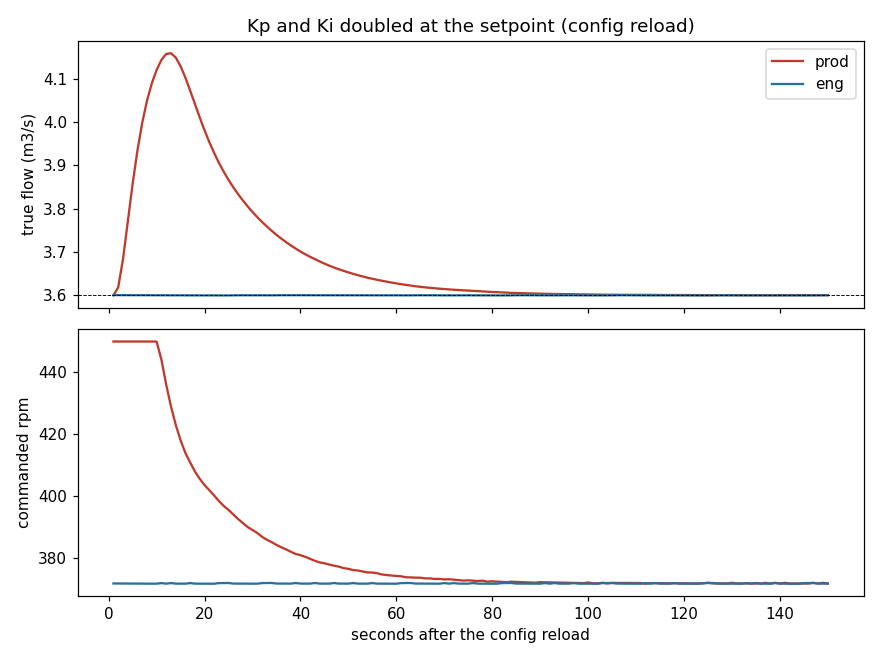 Kp and Ki doubled at the setpoint (config reload)
prod
eng
true flow (m3/s)
4.1
4.0
3.9
3.8
3.7
3.6
commanded rpm
440
420
400
380
0 20 40 60 80 100 120 140
seconds after the config reload